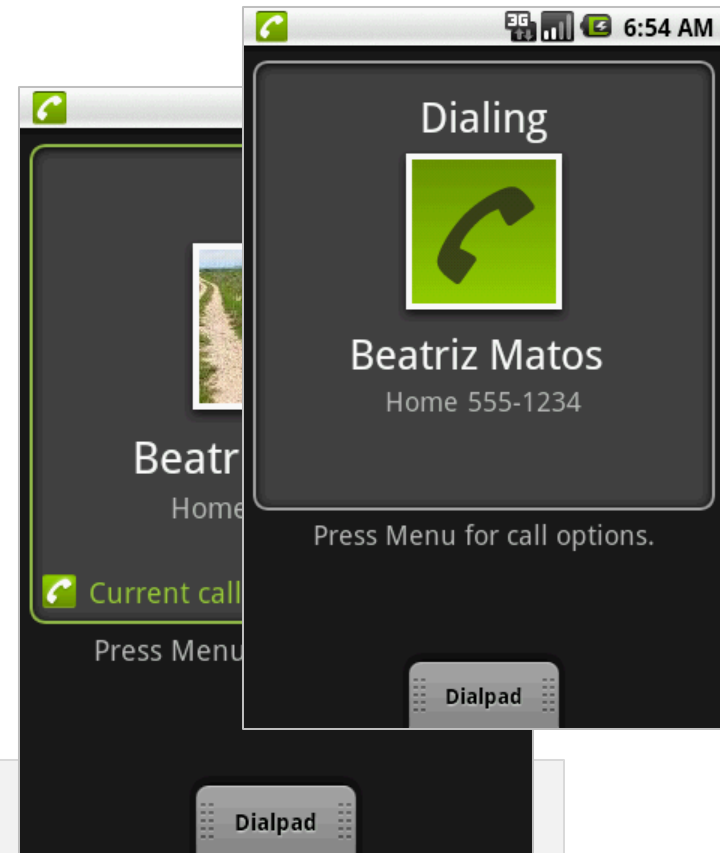 3G 6:54 AM
Dialing
Beatriz Matos
Home 555-1234
Press Menu for call options.
Dialpad
Beatr
Home
Current call
Press Menu
Dialpad